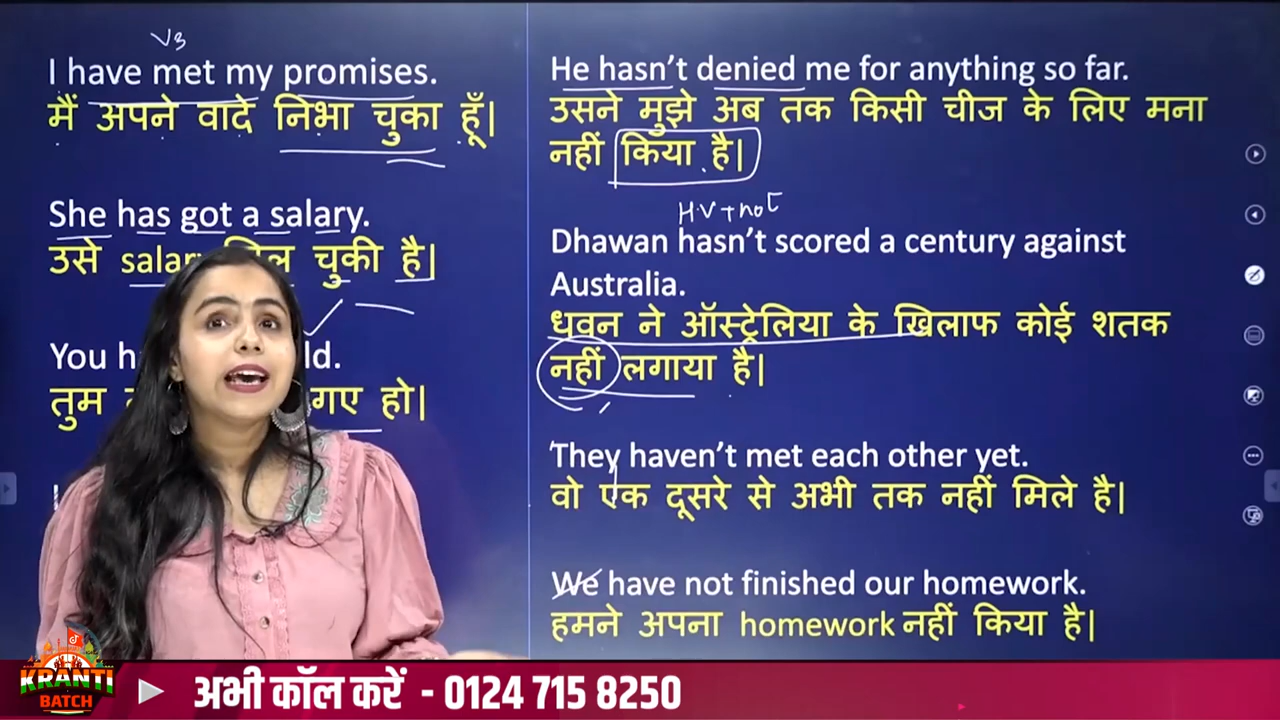 V3
I have met my promises.
मैं अपने वादे निभा चुका हूँ|
She has got a salary.
उसे चुकी है|
You
तुम गए हो|
He hasn't denied me for anything so far.
उसने मुझे अब तक किसी चीज के लिए मना
नहीं किया है|
H.V + not
Dhawan hasn't scored a century against
Australia.
धवन ने ऑस्ट्रेलिया के खिलाफ कोई शतक
नहीं लगाया है|
They haven't met each other yet.
वो एक दूसरे से अभी तक नहीं मिले है|
We have not finished our homework.
हमने अपना homework नहीं किया है|
KRANTI
BATCH
अभी कॉल करें - 0124 715 8250